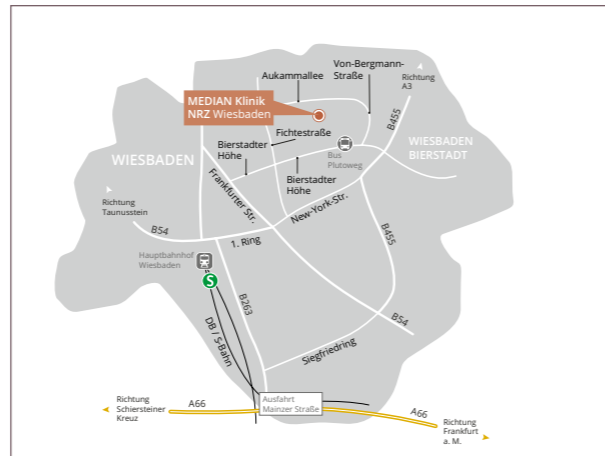 Von-Bergmann-
Straße
Aukammallee
Richtung
A3
MEDIAN Klinik
NRZ Wiesbaden
B455
Fichtestraße
WIESBADEN
BIERSTADT
Bierstadter
Höhe
Bus
Plutoweg
WIESBADEN
Bierstadter
Höhe
Frankfurter Str.
New-York-Str.
Richtung
Taunusstein
B54
1. Ring
B455
Hauptbahnhof
Wiesbaden
S
B263
DB / S-Bahn
B54
Siegfriedring
Ausfahrt
Mainzer Straße
Richtung
Schiersteiner
Kreuz
A66
A66
Richtung
Frankfurt
a. M.